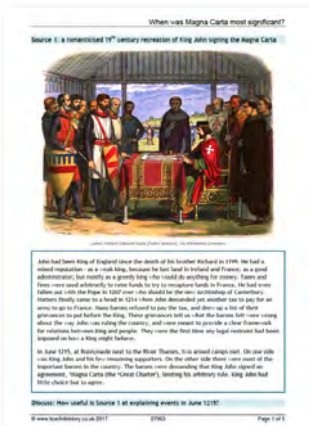 When was Magna Carta most significant?
Source 1: a romanticised 19th century recreation of King John signing the Magna Carta
John had been King of England since the death of his brother Richard in 1199. He had a
mixed reputation - as a weak king, because he lost land in Ireland and France; as a good
administrator, but mostly as a greedy king who could do anything for money. Taxes and
fines were used arbitrarily to raise funds to try to recapture lands in France. He had even
fallen out with the Pope in 1207 over who should be the new Archbishop of Canterbury.
Matters finally came to a head in 1214 when John demanded yet another tax to pay for an
army to go to France. Many barons refused to pay the tax, and drew up a list of their
grievances to put before the King. These grievances tell us what the barons felt were wrong
about the way John was ruling the country, and were meant to provide a clear framework
for relations between King and people. They were the first time any legal restraint had been
imposed on how a King might behave.
In June 1215, at Runnymede next to the River Thames, two armed camps met. On one side
was King John and his few remaining supporters. On the other side there were most of the
important barons in the country. The barons were demanding that King John signed an
agreement, 'Magna Carta (the 'Great Charter'), limiting his arbitrary rule. King John had
little choice but to agree.
Discuss: How useful is Source 1 at explaining events in June 1215?
© www.teachithistory.co.uk 2017
Page 1 of 5